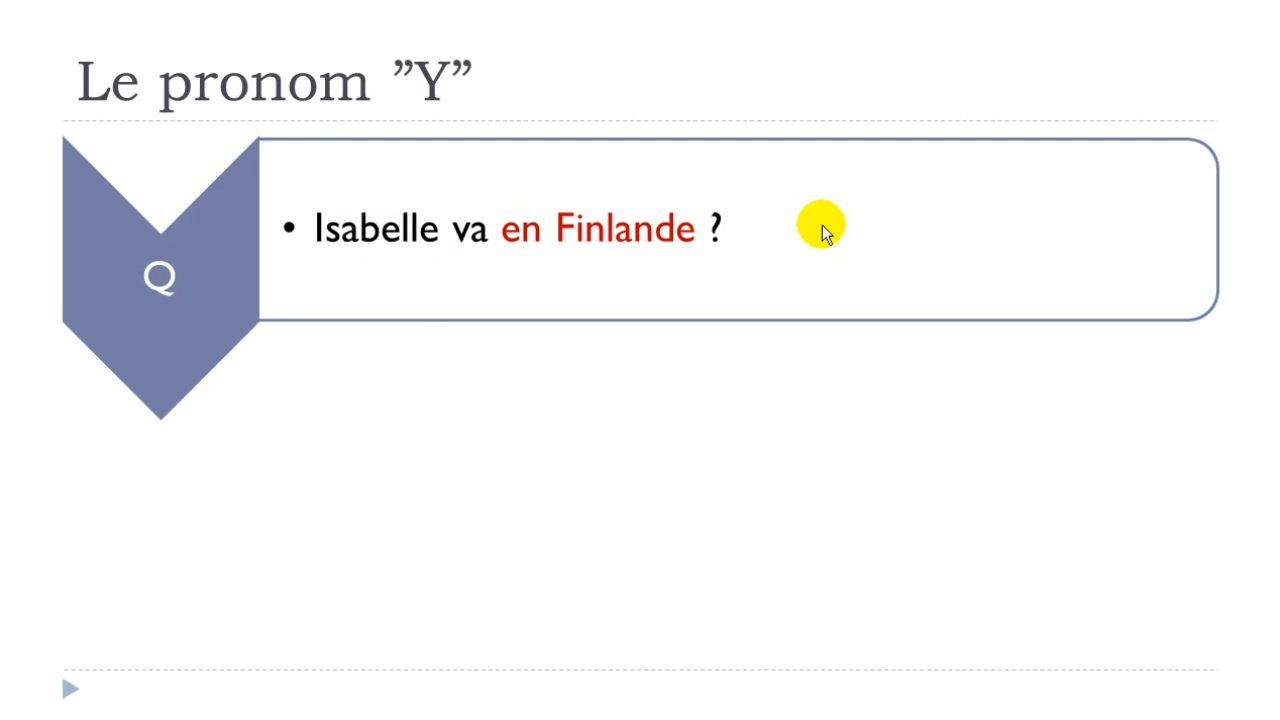 Le pronom ”Y”
Q
• Isabelle va en Finlande ?